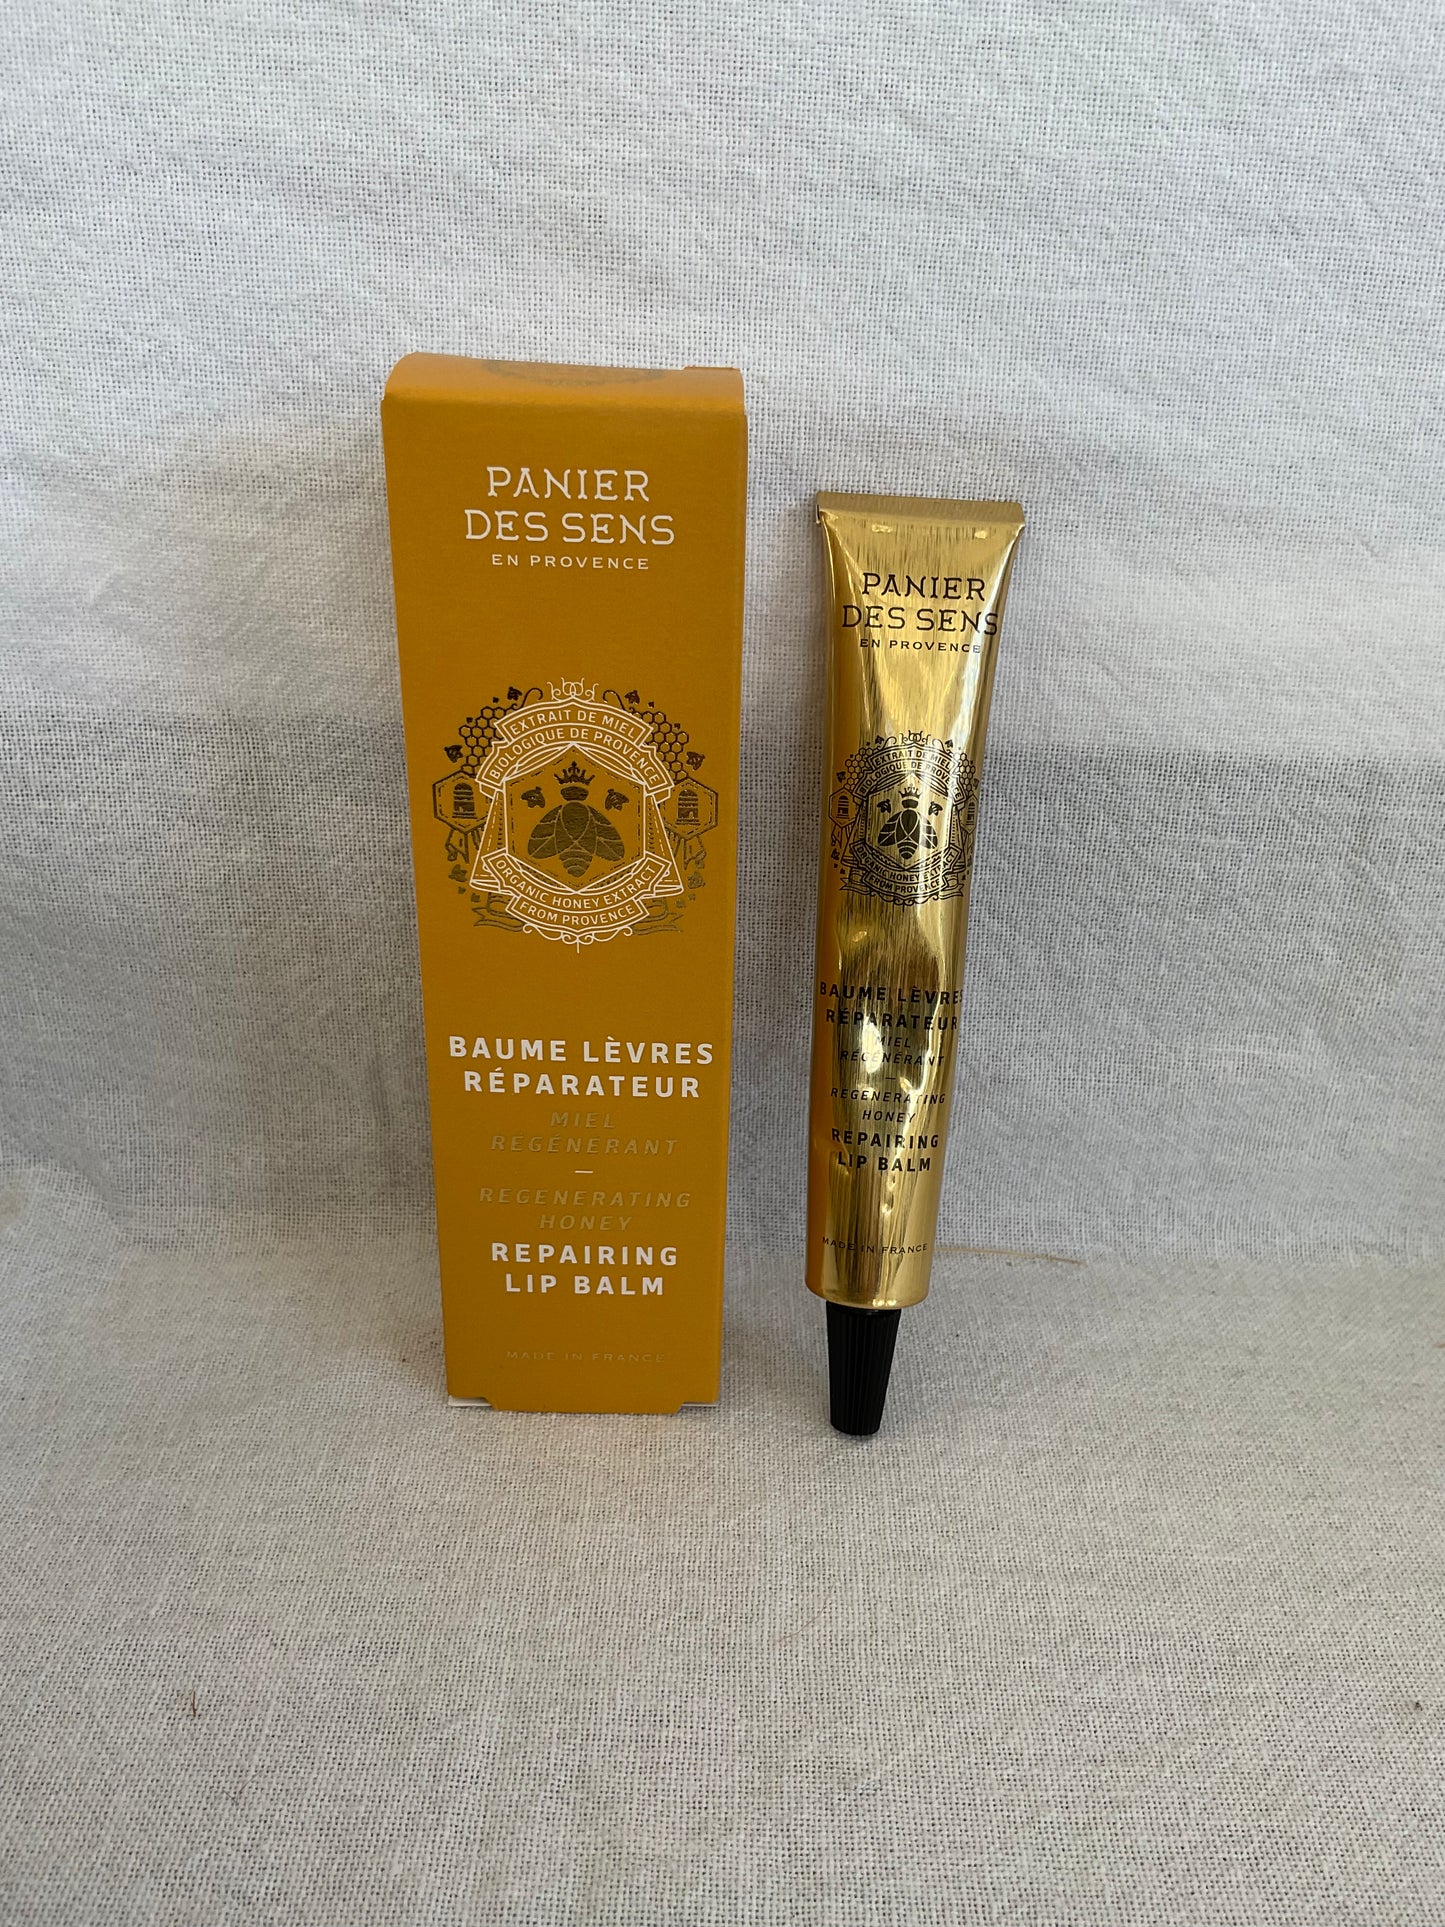 PANIER
DES SENS
EN PROVENCE
EXTRAIT DE MIEL
BIOLOGIQUE DE PROVENCE
ORGANIC HONEY EXTRACT
FROM PROVENCE
BAUME LÈVRES
RÉPARATEUR
MIEL
RÉGÉNÉRANT
REGENERATING
HONEY
REPAIRING
LIP BALM
MADE IN FRANCE
PANIER
DES SENS
EN PROVENCE
EXTRAIT DE MIEL
BIOLOGIQUE DE PROVENCE
ORGANIC HONEY EXTRACT
FROM PROVENCE
BAUME LÈVRES
RÉPARATEUR
MIEL
RÉGÉNÉRANT
REGENERATING
HONEY
REPAIRING
LIP BALM
MADE IN FRANCE